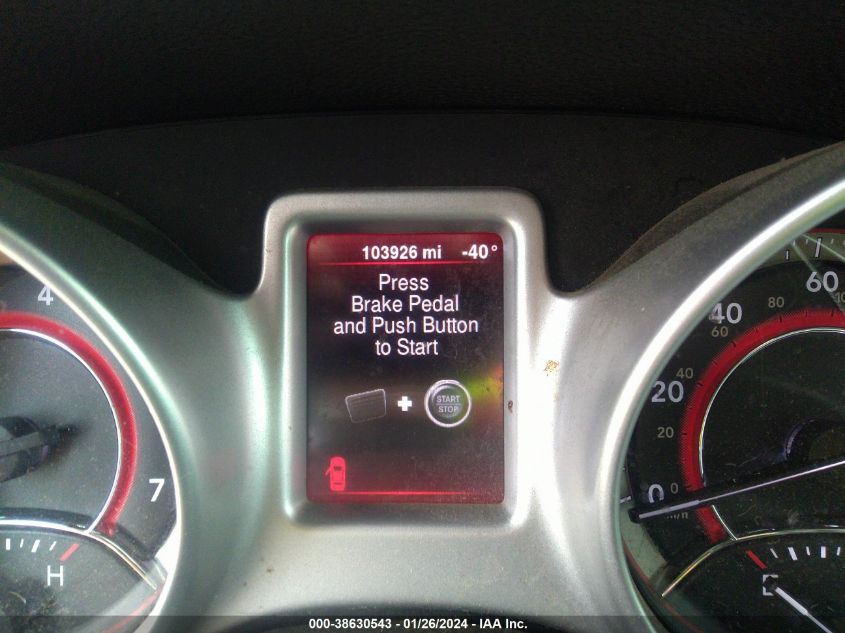 103926 mi -40°
Press
Brake Pedal
and Push Button
to Start
START
STOP
4
7
H
60
80
40
60
40
20
20
0
0
E
000-38630543 - 01/26/2024 - IAA Inc.